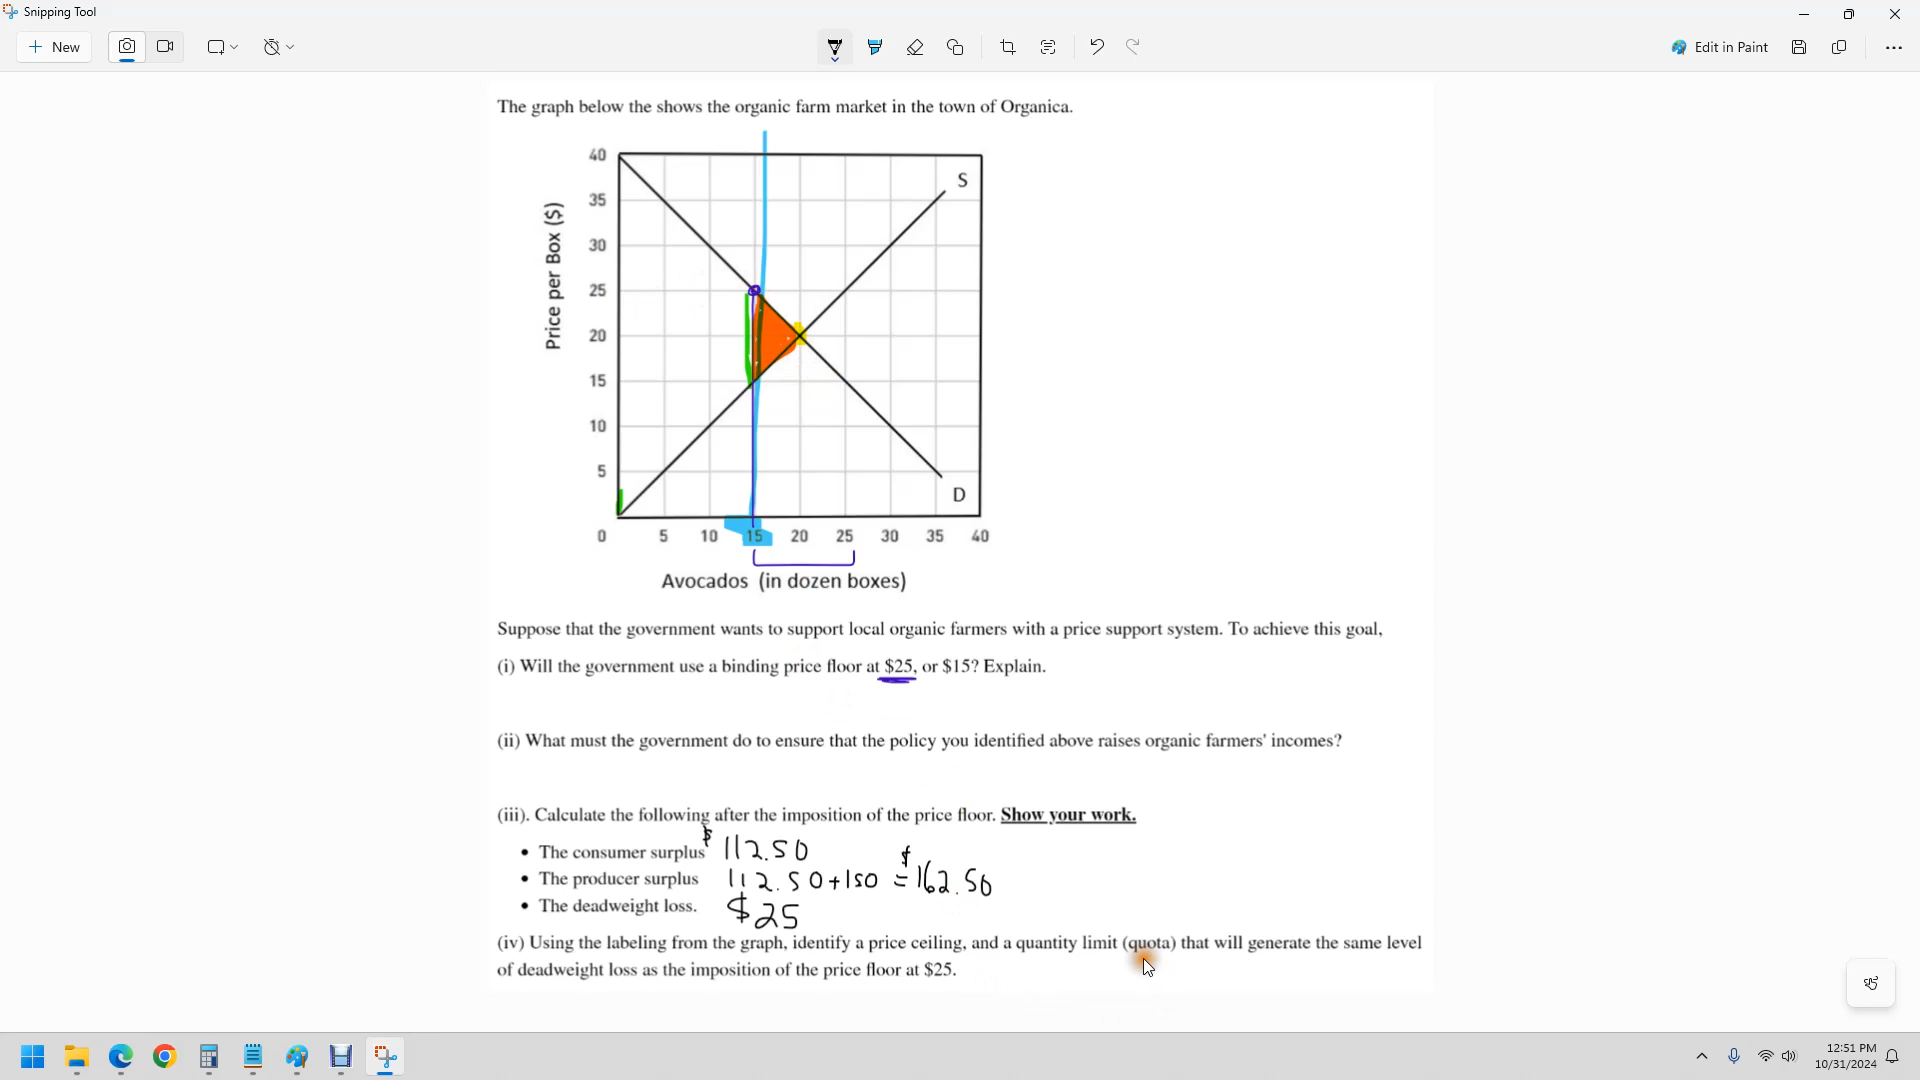 Snipping Tool
New
Edit in Paint
The graph below the shows the organic farm market in the town of Organica.
Price per Box ($)
40
35
30
25
20
15
10
5
S
D
0 5 10 15 20 25 30 35 40
Avocados (in dozen boxes)
Suppose that the government wants to support local organic farmers with a price support system. To achieve this goal,
(i) Will the government use a binding price floor at $25, or $15? Explain.
(ii) What must the government do to ensure that the policy you identified above raises organic farmers' incomes?
(iii). Calculate the following after the imposition of the price floor. Show your work.
• The consumer surplus $112.50
• The producer surplus 112.50+150 = $162.50
• The deadweight loss. $25
(iv) Using the labeling from the graph, identify a price ceiling, and a quantity limit (quota) that will generate the same level
of deadweight loss as the imposition of the price floor at $25.
12:51 PM
10/31/2024